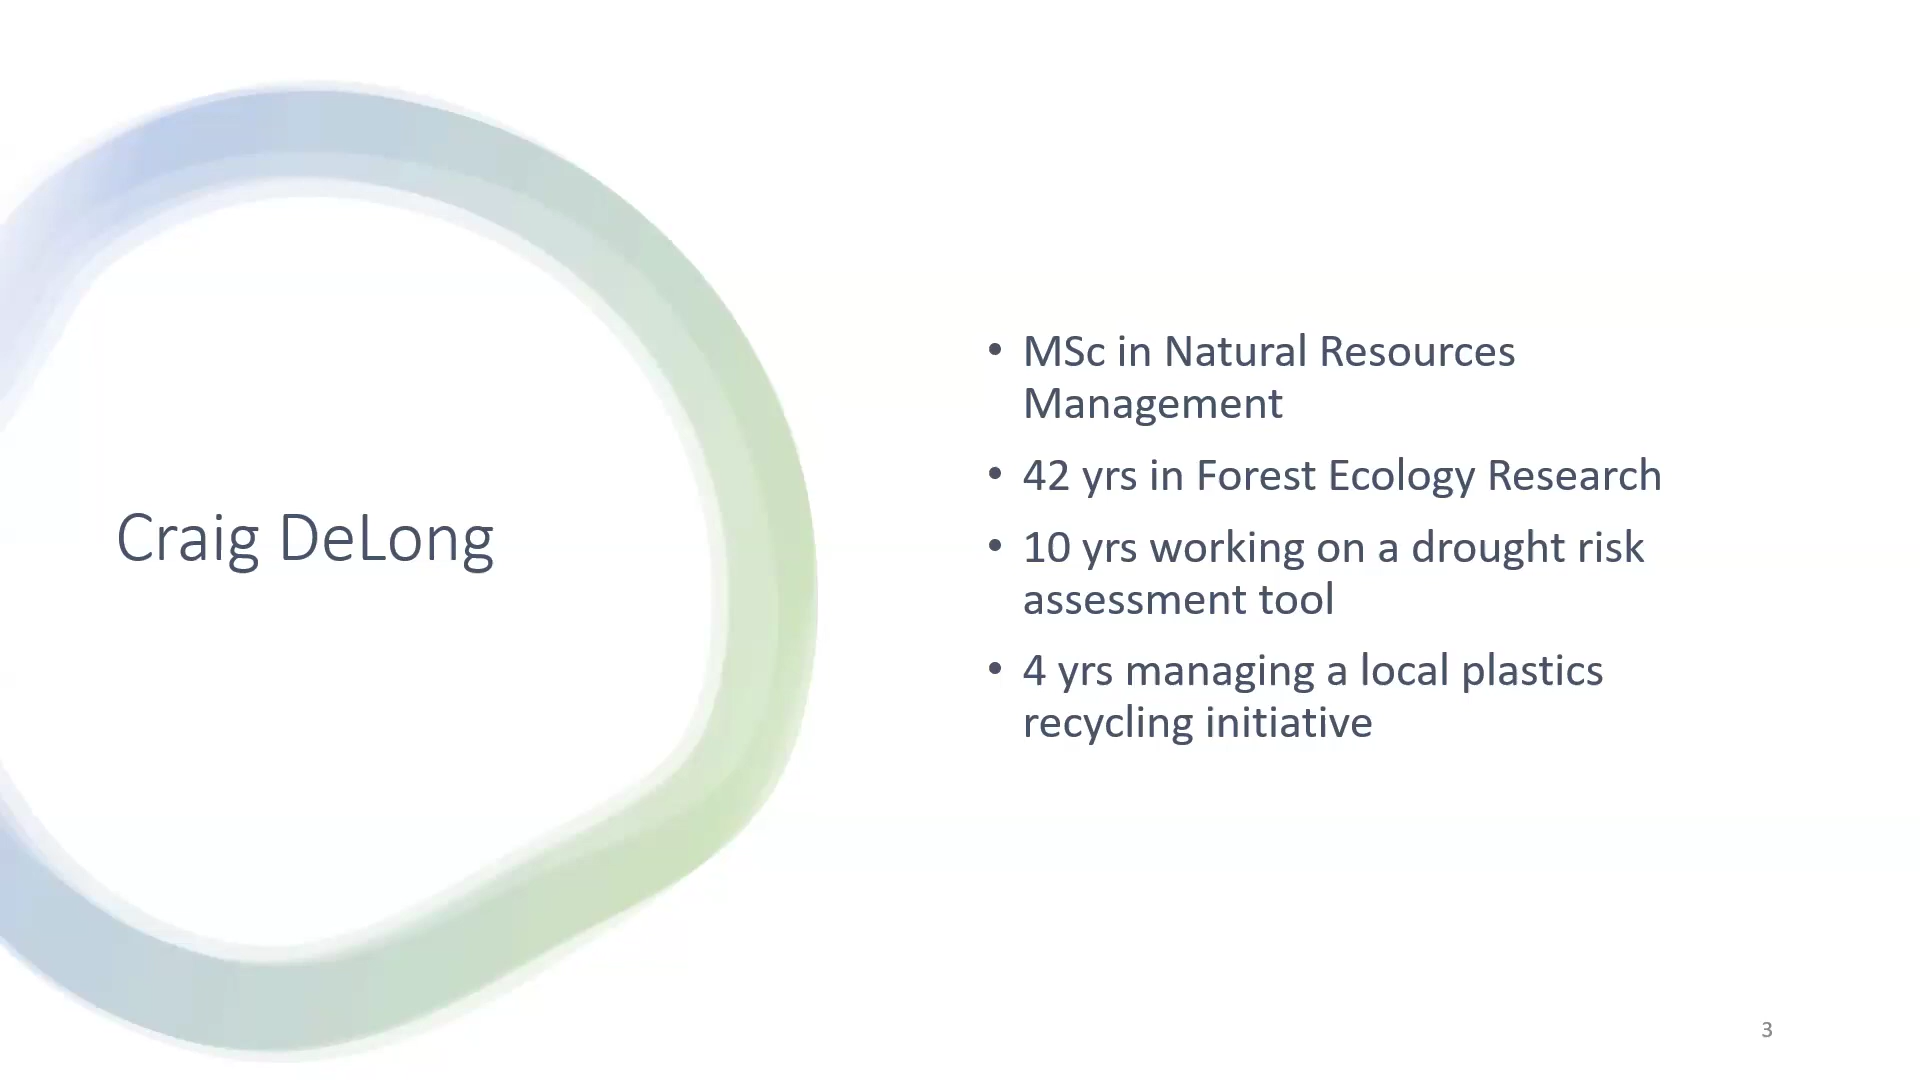 Craig DeLong
• MSc in Natural Resources
Management
• 42 yrs in Forest Ecology Research
• 10 yrs working on a drought risk
assessment tool
• 4 yrs managing a local plastics
recycling initiative
3